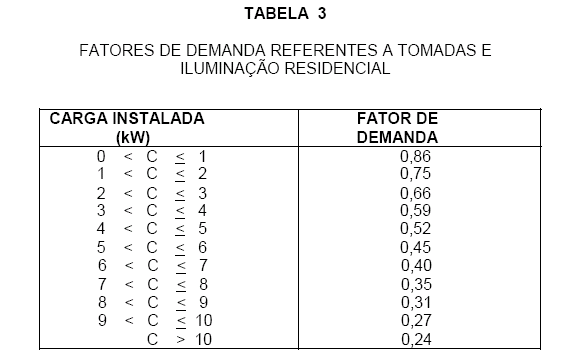 TABELA 3
FATORES DE DEMANDA REFERENTES A TOMADAS E
ILUMINAÇÃO RESIDENCIAL
CARGA INSTALADA FATOR DE
(kW) DEMANDA
0 < C ≤ 1 0,86
1 < C ≤ 2 0,75
2 < C ≤ 3 0,66
3 < C ≤ 4 0,59
4 < C ≤ 5 0,52
5 < C ≤ 6 0,45
6 < C ≤ 7 0,40
7 < C ≤ 8 0,35
8 < C ≤ 9 0,31
9 < C ≤ 10 0,27
C > 10 0,24